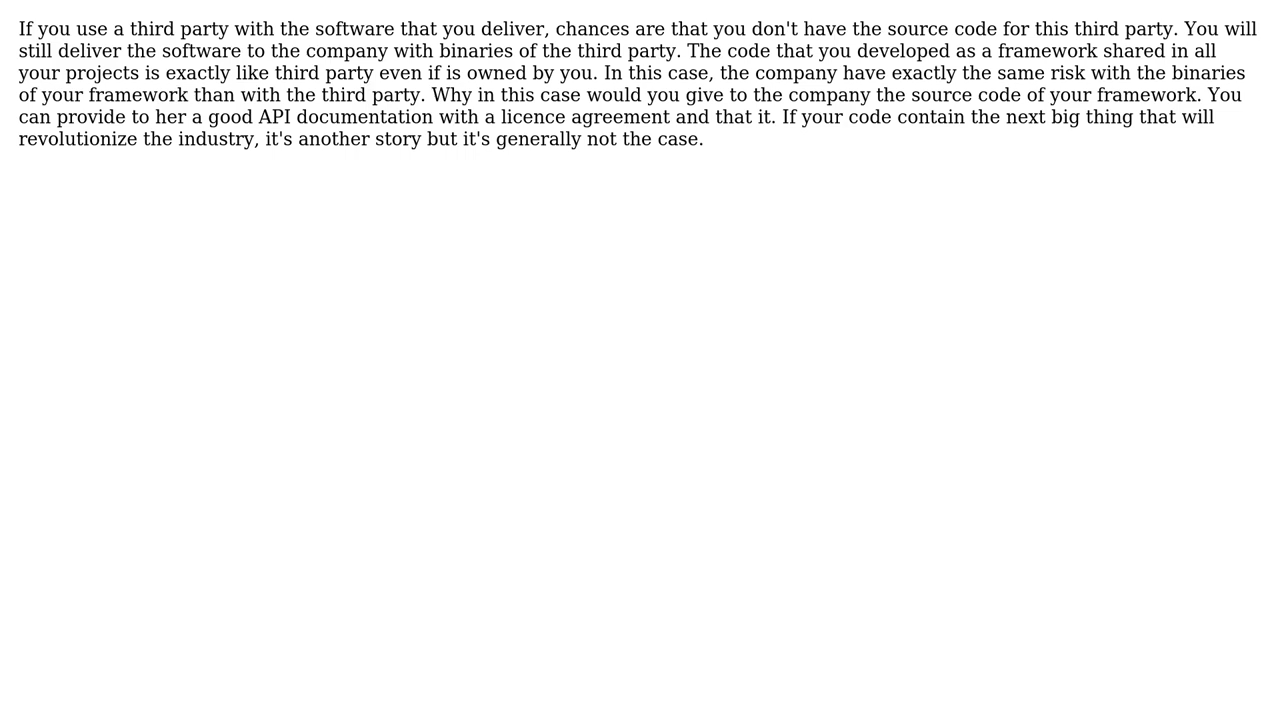 If you use a third party with the software that you deliver, chances are that you don't have the source code for this third party. You will
still deliver the software to the company with binaries of the third party. The code that you developed as a framework shared in all
your projects is exactly like third party even if is owned by you. In this case, the company have exactly the same risk with the binaries
of your framework than with the third party. Why in this case would you give to the company the source code of your framework. You
can provide to her a good API documentation with a licence agreement and that it. If your code contain the next big thing that will
revolutionize the industry, it's another story but it's generally not the case.